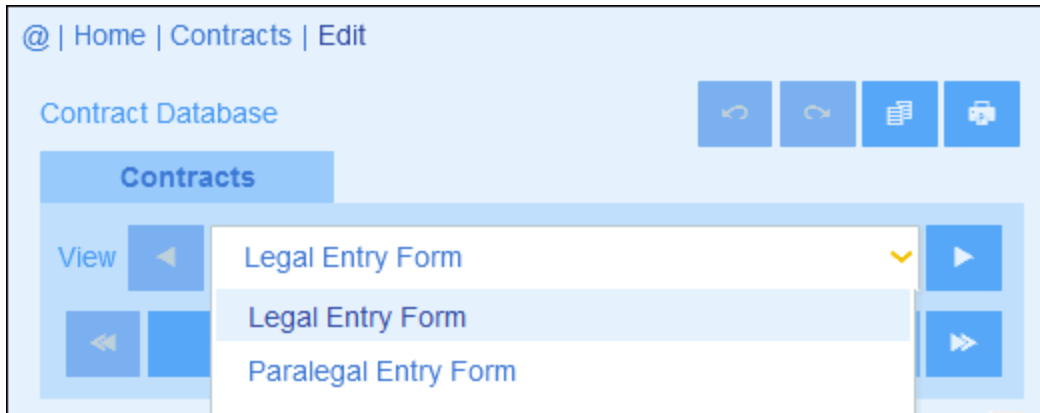 @ | Home | Contracts | Edit
Contract Database
Contracts
View
Legal Entry Form
Legal Entry Form
Paralegal Entry Form